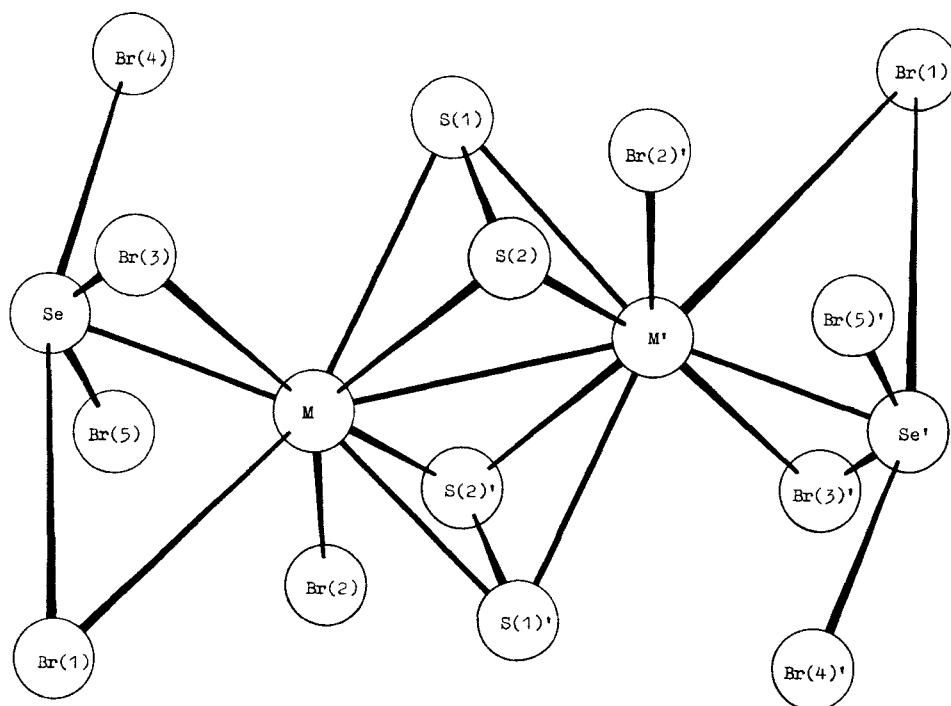 Br(4)
Br(1)
S(1)
Br(2)'
Br(3)
S(2)
Se
Br(5)'
M'
M
Br(5)
Se'
S(2)'
Br(3)'
Br(2)
S(1)'
Br(1)
Br(4)'